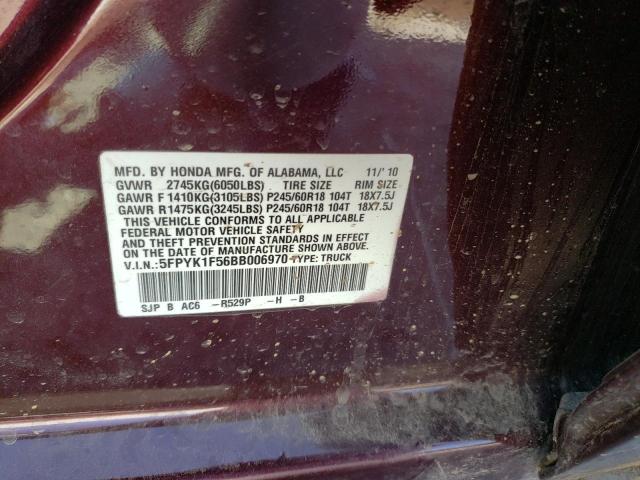 MFD. BY HONDA MFG. OF ALABAMA, LLC 11/'10
GVWR 2745KG(6050LBS) TIRE SIZE RIM SIZE
GAWR F 1410KG(3105LBS) P245/60R18 104T 18X7.5J
GAWR R1475KG(3245LBS) P245/60R18 104T 18X7.5J
THIS VEHICLE CONFORMS TO ALL APPLICABLE
FEDERAL MOTOR VEHICLE SAFETY
AND THEFT PREVENTION STANDARDS IN EFFECT
ON THE DATE OF MANUFACTURE SHOWN ABOVE.
V.I.N.:5FPYK1F56BB006970 TYPE: TRUCK
SJP B AC6 -R529P -H -B